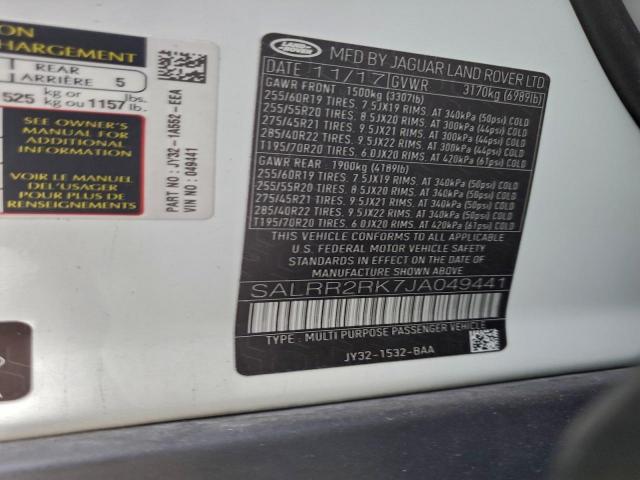 ION
CHARGEMENT
REAR
ARRIÈRE 5
525 kg or kg ou 1157 lbs. lb.
SEE OWNER'S
MANUAL FOR
ADDITIONAL
INFORMATION
VOIR LE MANUEL
DE L'USAGER
POUR PLUS DE
RENSEIGNEMENTS
PART NO : JY32-1A552-EEA
VIN : 049441
LAND ROVER
MFD BY JAGUAR LAND ROVER LTD
DATE 11/17 GVWR 3170kg (6989lb)
GAWR FRONT 1500kg (3307lb)
255/60R19 TIRES. 7.5JX19 RIMS. AT 340kPa (50psi) COLD
255/55R20 TIRES. 8.5JX20 RIMS. AT 340kPa (50psi) COLD
275/45R21 TIRES. 9.5JX21 RIMS. AT 300kPa (44psi) COLD
285/40R22 TIRES. 9.5JX22 RIMS. AT 300kPa (44psi) COLD
T195/70R20 TIRES. 6.0JX20 RIMS. AT 420kPa (61psi) COLD
GAWR REAR 1900kg (4189lb)
255/60R19 TIRES. 7.5JX19 RIMS. AT 340kPa (50psi) COLD
255/55R20 TIRES. 8.5JX20 RIMS. AT 340kPa (50psi) COLD
275/45R21 TIRES. 9.5JX21 RIMS. AT 340kPa (50psi) COLD
285/40R22 TIRES. 9.5JX22 RIMS. AT 340kPa (50psi) COLD
T195/70R20 TIRES. 6.0JX20 RIMS. AT 420kPa (61psi) COLD
THIS VEHICLE CONFORMS TO ALL APPLICABLE
U.S. FEDERAL MOTOR VEHICLE SAFETY
STANDARDS IN EFFECT ON THE DATE OF
MANUFACTURE SHOWN ABOVE
SALRR2RK7JA049441
TYPE : MULTI PURPOSE PASSENGER VEHICLE
JY32-1532-BAA